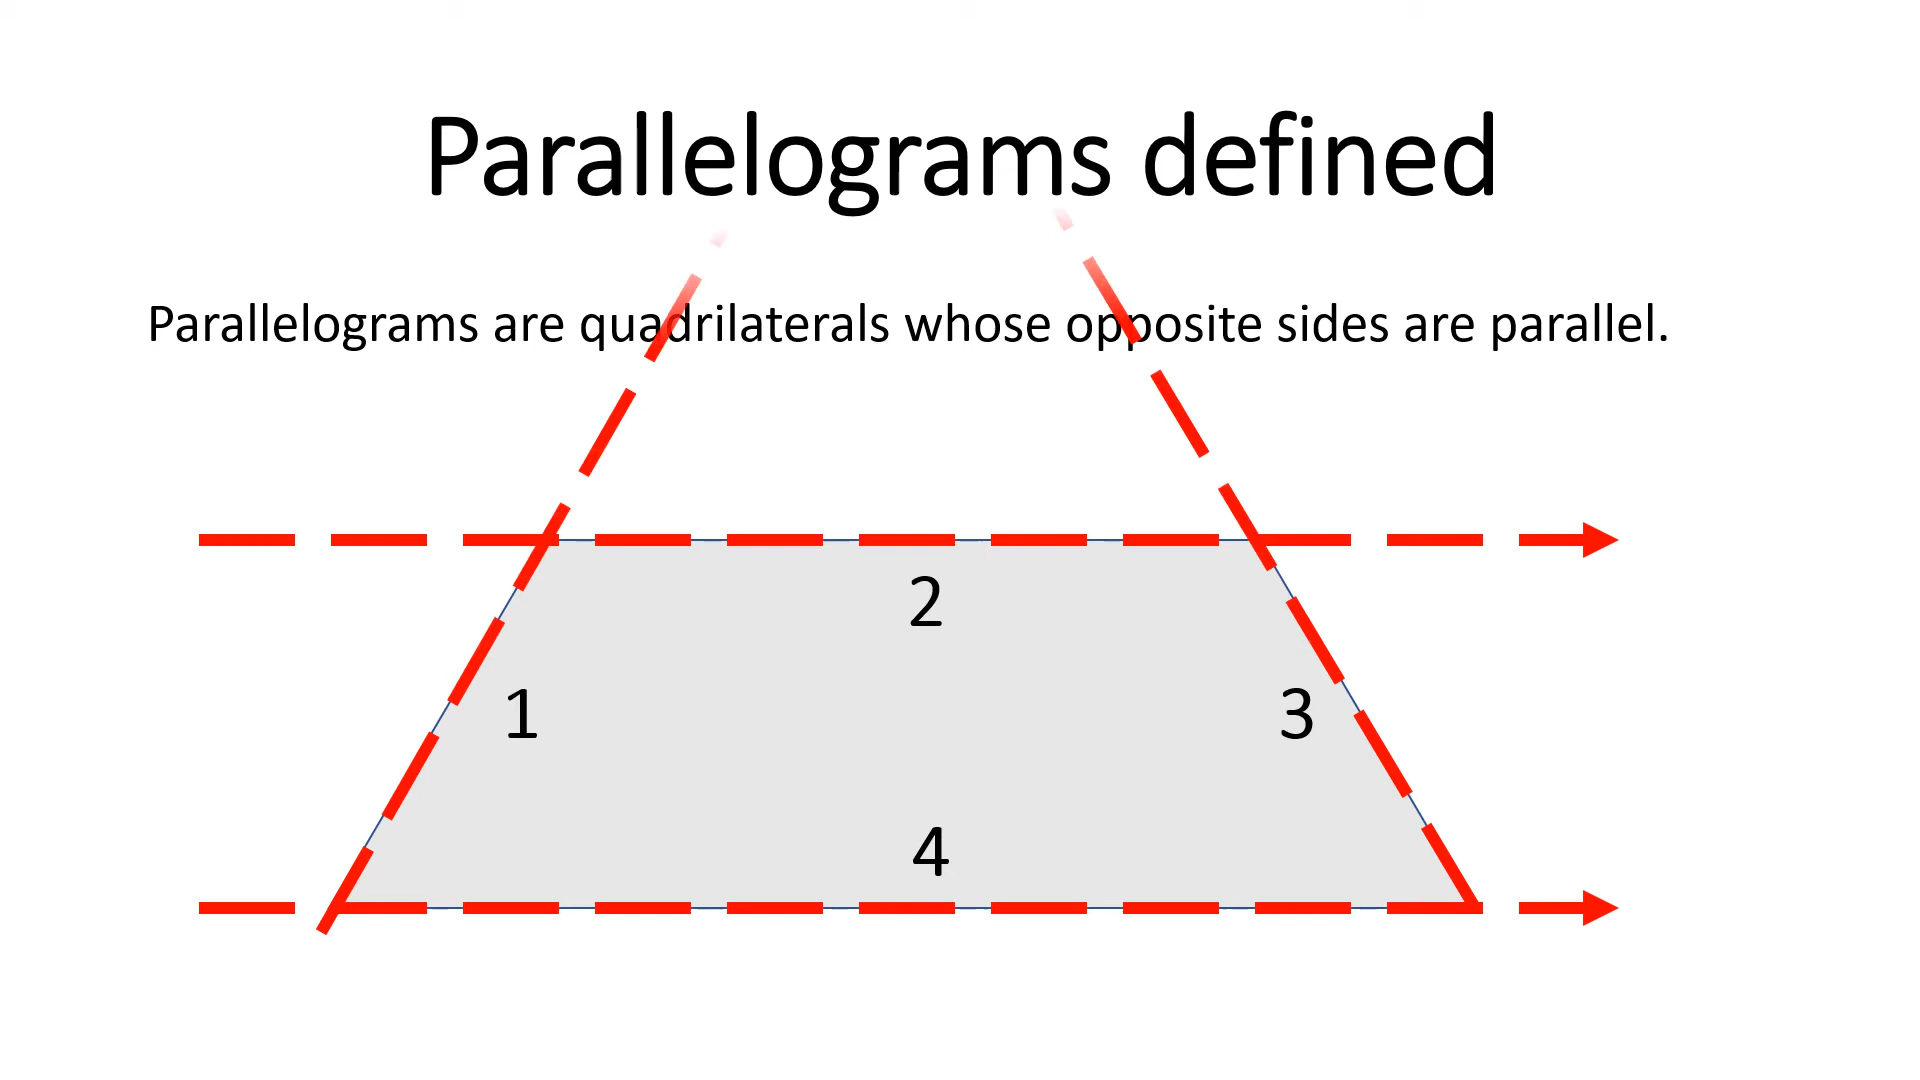 Parallelograms defined
Parallelograms are quadrilaterals whose opposite sides are parallel.
2
1
3
4